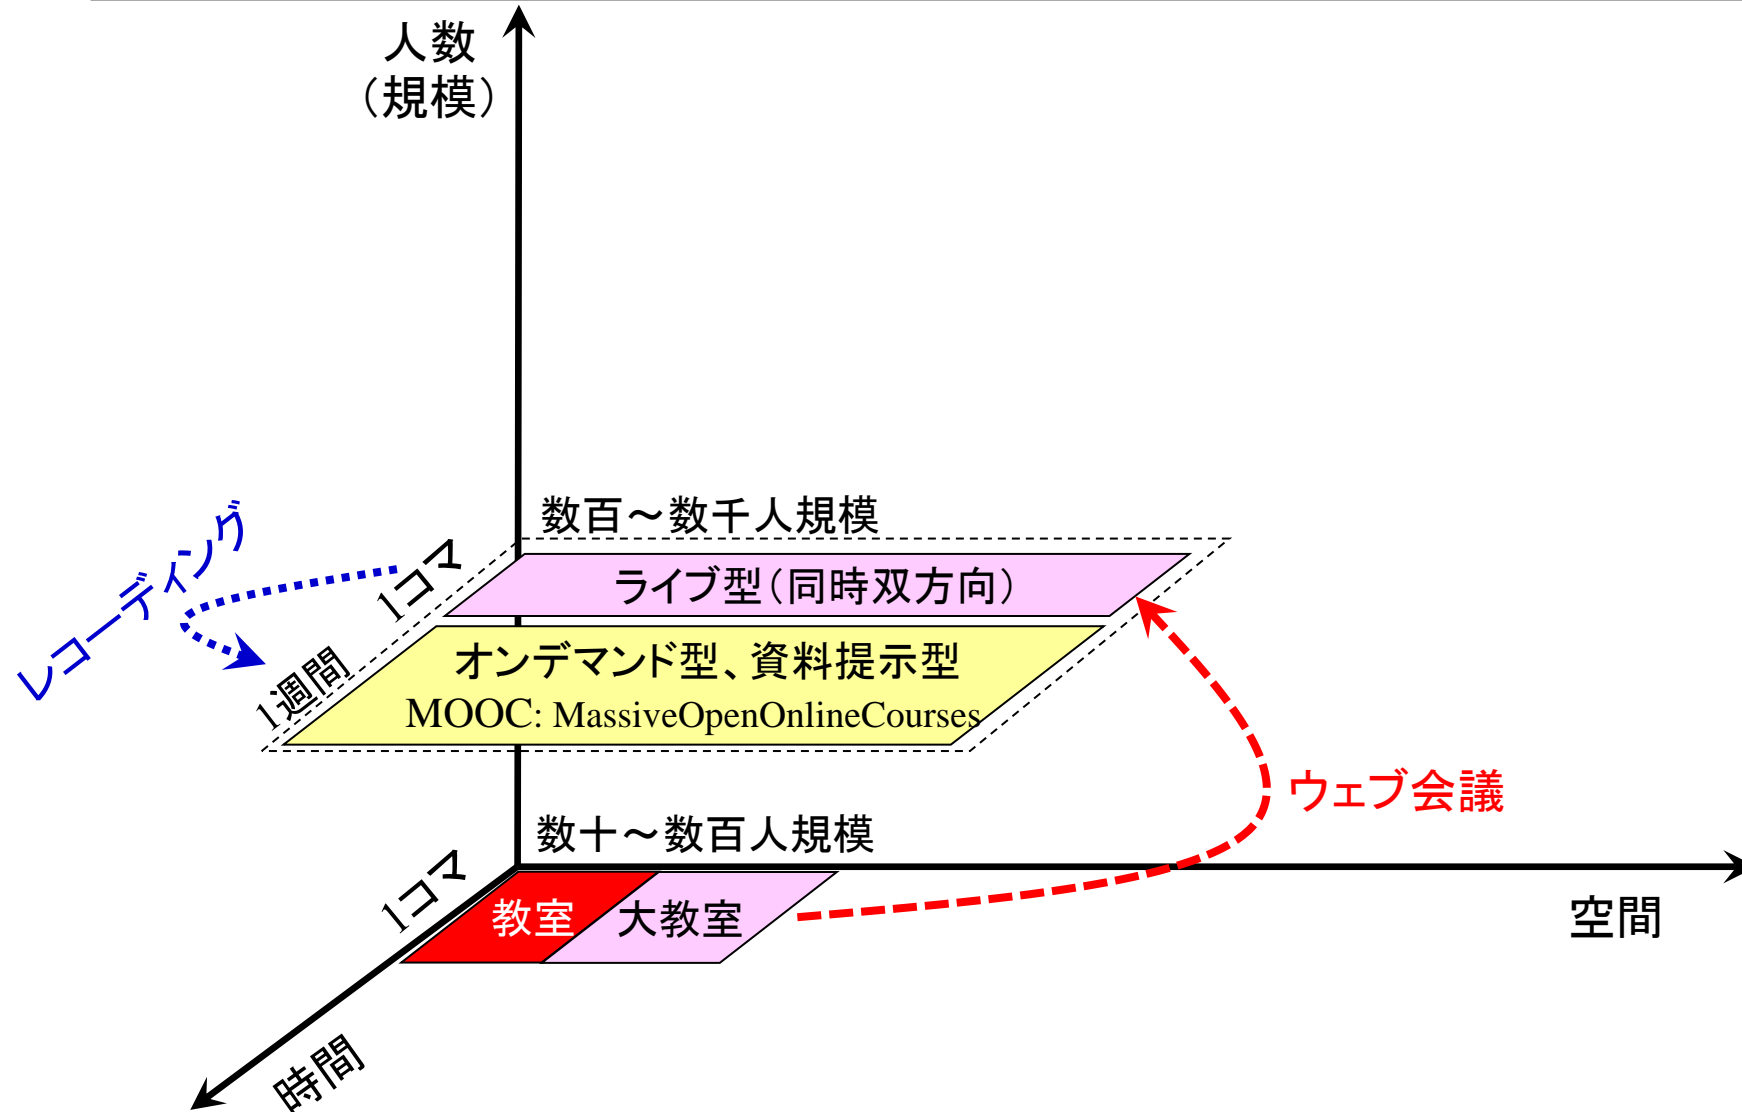 人数
（規模）
数百～数千人規模
レコーディング
1コマ
ライブ型（同時双方向）
1週間
オンデマンド型、資料提示型
MOOC: MassiveOpenOnlineCourses
ウェブ会議
数十～数百人規模
1コマ
教室
大教室
空間
時間